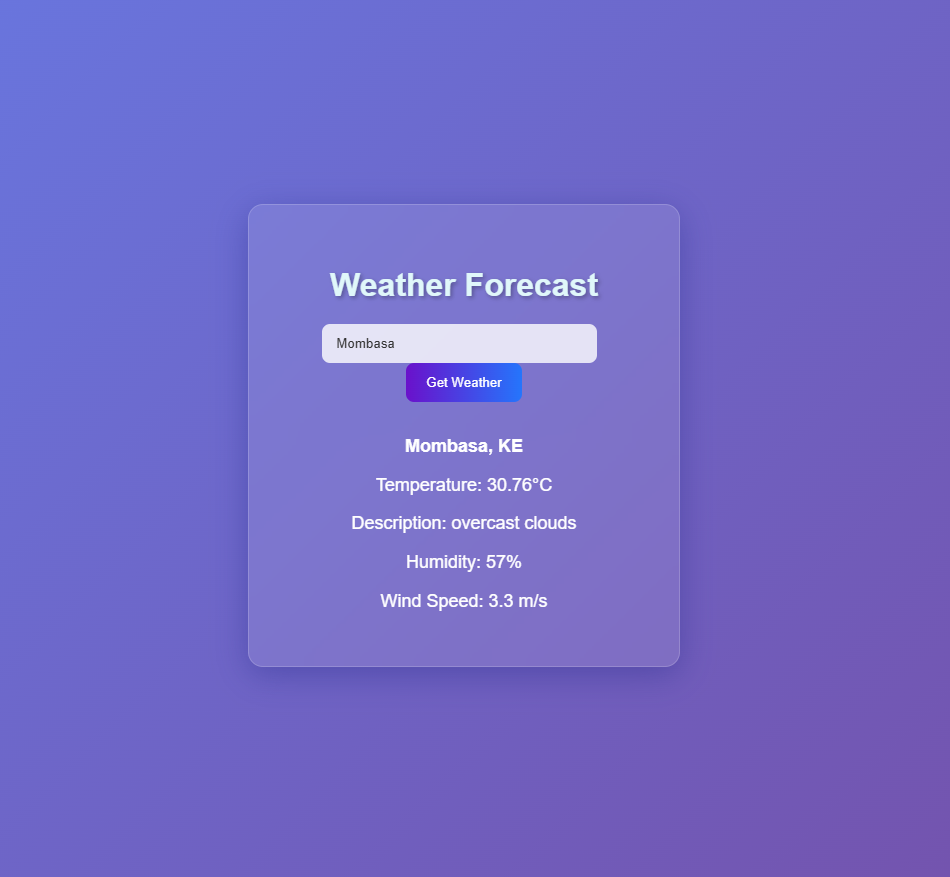 Weather Forecast
Mombasa
Get Weather
Mombasa, KE
Temperature: 30.76°C
Description: overcast clouds
Humidity: 57%
Wind Speed: 3.3 m/s